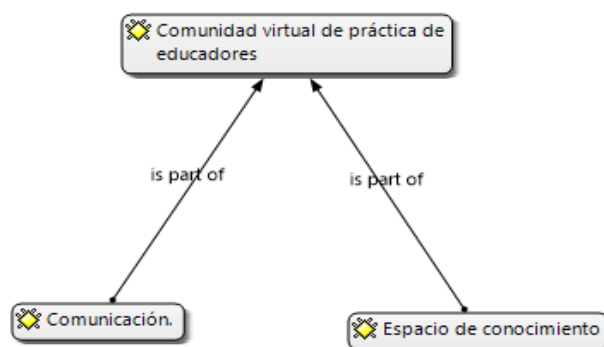 Comunidad virtual de práctica de
educadores
is part of
is part of
Comunicación.
Espacio de conocimiento